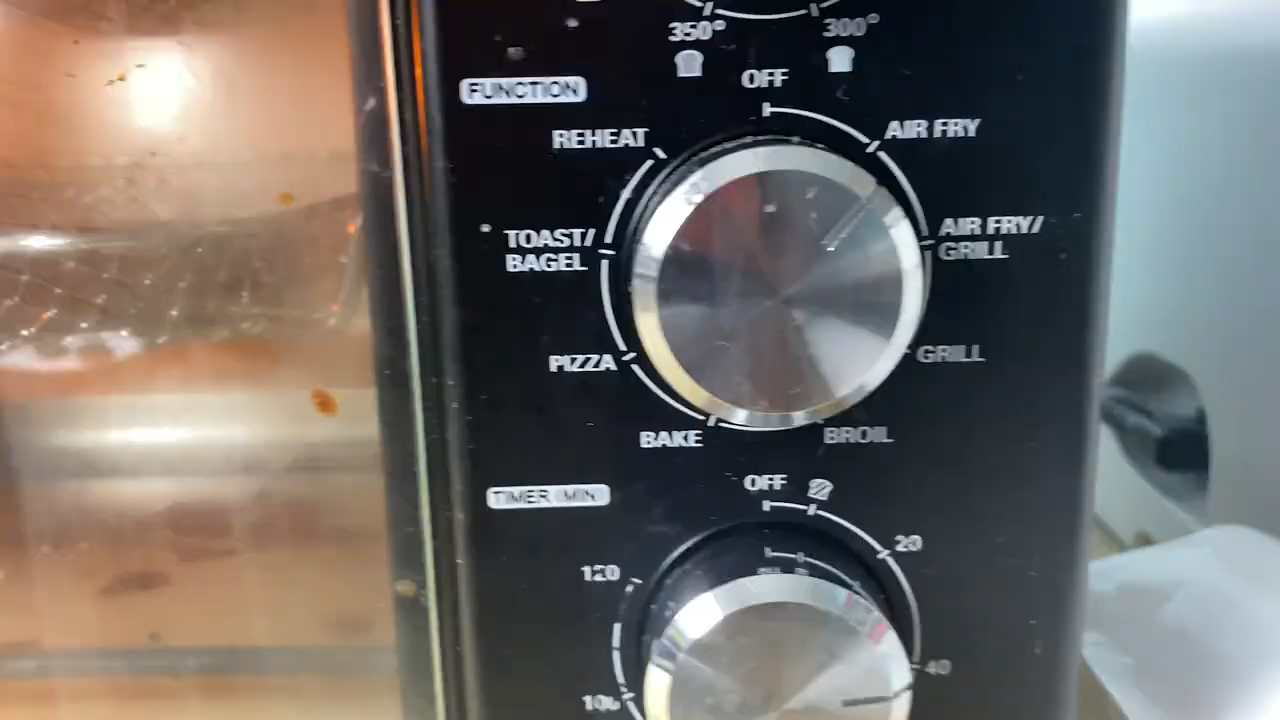 350° 300°
FUNCTION
OFF
REHEAT
AIR FRY
TOAST/
BAGEL
AIR FRY/
GRILL
PIZZA
GRILL
BAKE
BROIL
TIMER (MIN)
OFF
20
120
40
100